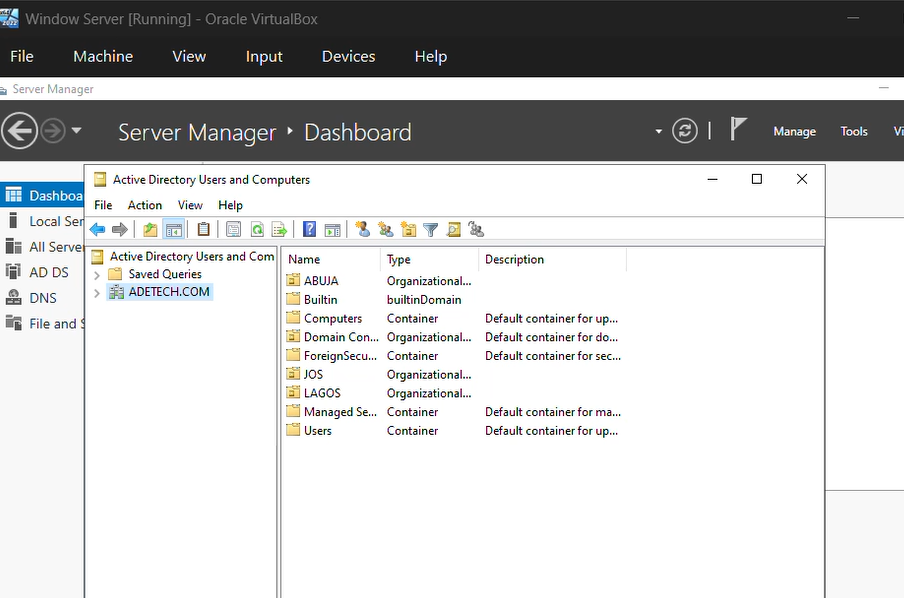 Window Server [Running] - Oracle VirtualBox
File Machine View Input Devices Help
Server Manager
Server Manager Dashboard
Manage Tools Vi
Active Directory Users and Computers
File Action View Help
Dashboa
Local Ser
All Server
AD DS
DNS
File and S
Active Directory Users and Com
Saved Queries
ADETECH.COM
Name Type Description
ABUJA Organizational...
Builtin builtinDomain
Computers Container Default container for up...
Domain Con... Organizational... Default container for do...
ForeignSecu... Container Default container for sec...
JOS Organizational...
LAGOS Organizational...
Managed Se... Container Default container for ma...
Users Container Default container for up...